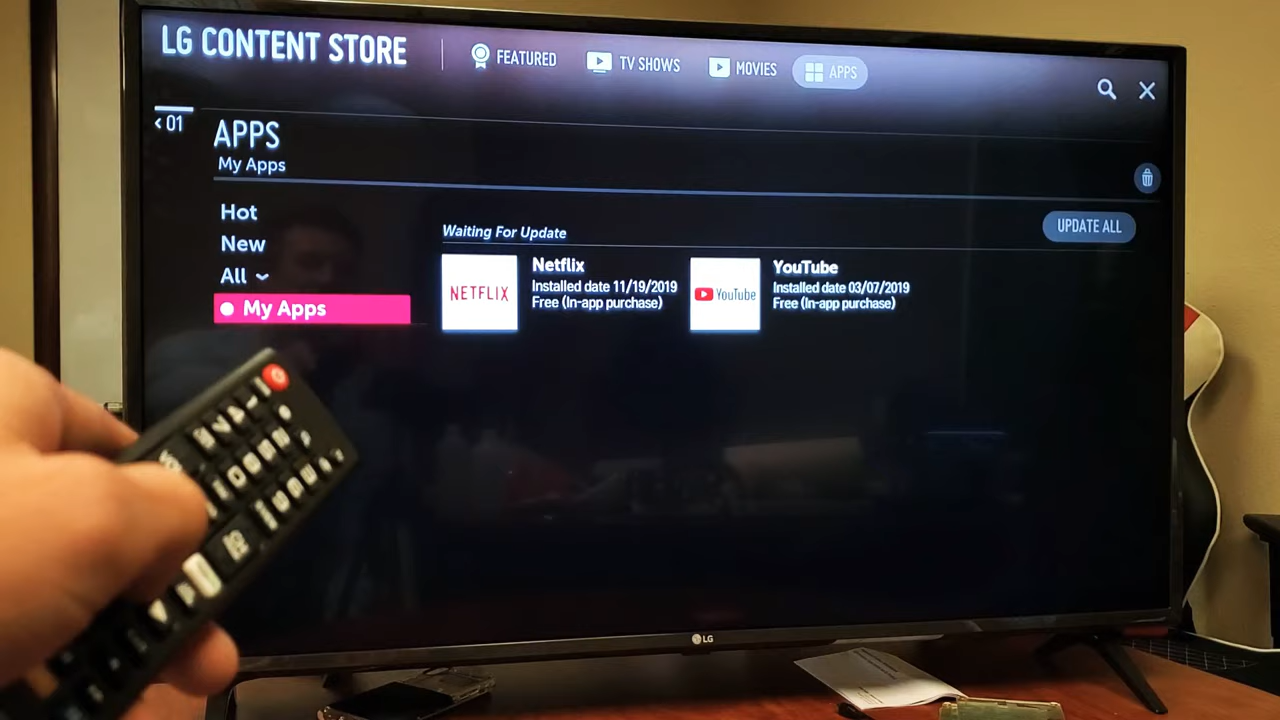 LG CONTENT STORE
FEATURED
TV SHOWS
MOVIES
APPS
‹ 01
APPS
My Apps
Hot
New
All
My Apps
Waiting For Update
UPDATE ALL
NETFLIX
Netflix
Installed date 11/19/2019
Free (In-app purchase)
YouTube
YouTube
Installed date 03/07/2019
Free (In-app purchase)
LG